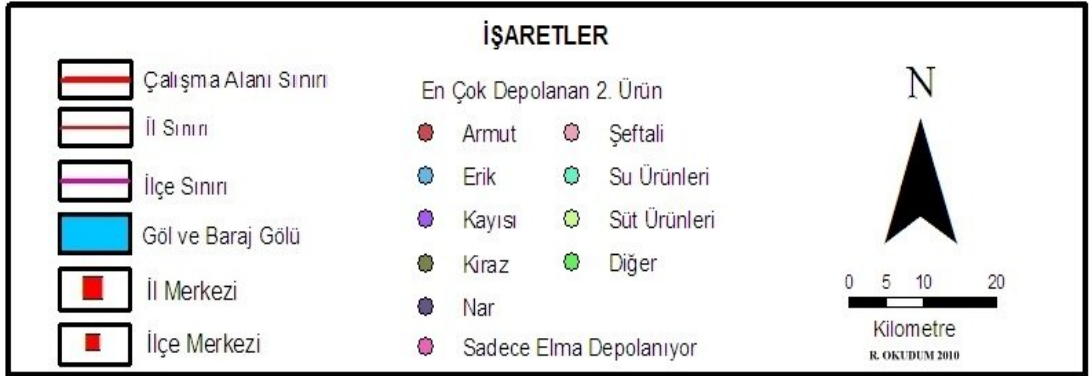 İŞARETLER
Çalışma Alanı Sınırı
İl Sınırı
İlçe Sınırı
Göl ve Baraj Gölü
İl Merkezi
İlçe Merkezi
En Çok Depolanan 2. Ürün
Armut
Erik
Kayısı
Kiraz
Nar
Sadece Elma Depolanıyor
Şeftali
Su Ürünleri
Süt Ürünleri
Diğer
N
0 5 10 20
Kilometre
R. OKUDUM 2010